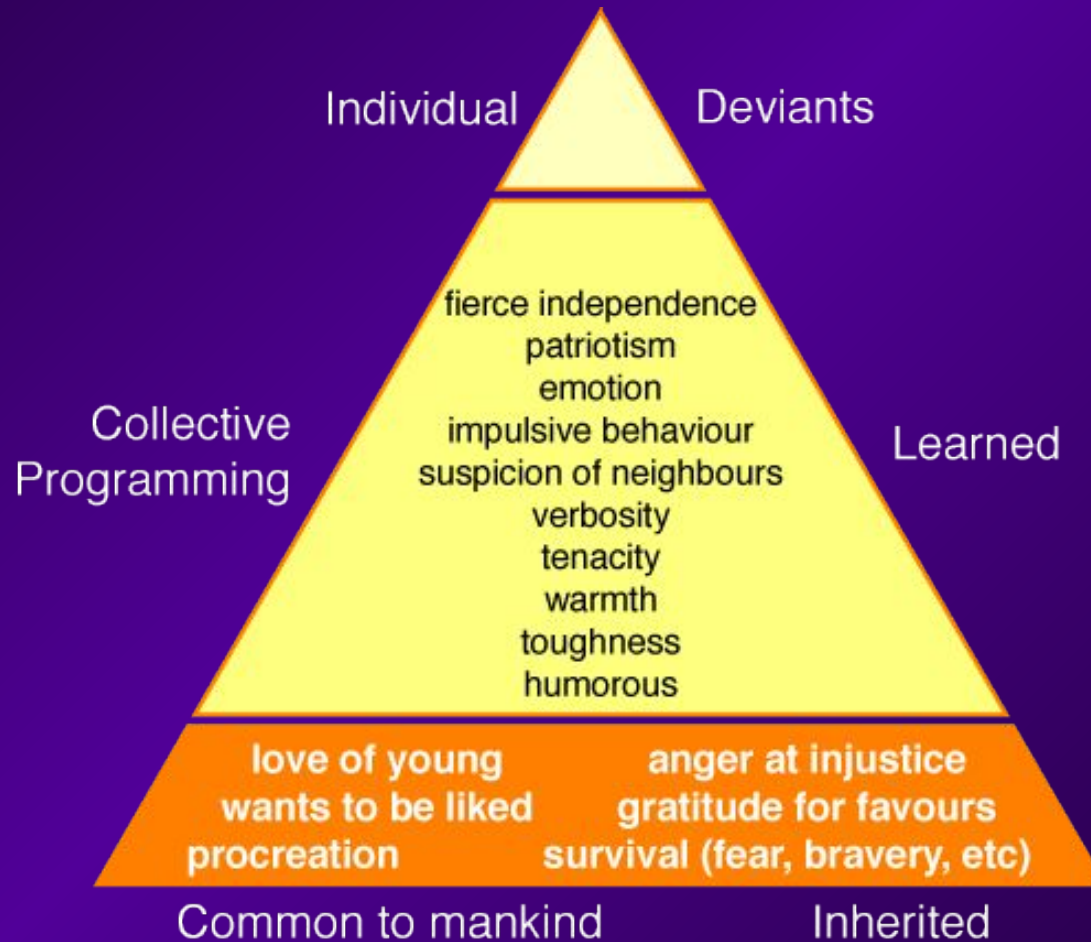 Individual Deviants
fierce independence
patriotism
emotion
impulsive behaviour
suspicion of neighbours
verbosity
tenacity
warmth
toughness
humorous
Collective
Programming
Learned
love of young anger at injustice
wants to be liked gratitude for favours
procreation survival (fear, bravery, etc)
Common to mankind Inherited